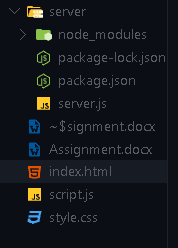 server
node_modules
package-lock.json
package.json
server.js
~$signment.docx
Assignment.docx
index.html
script.js
style.css